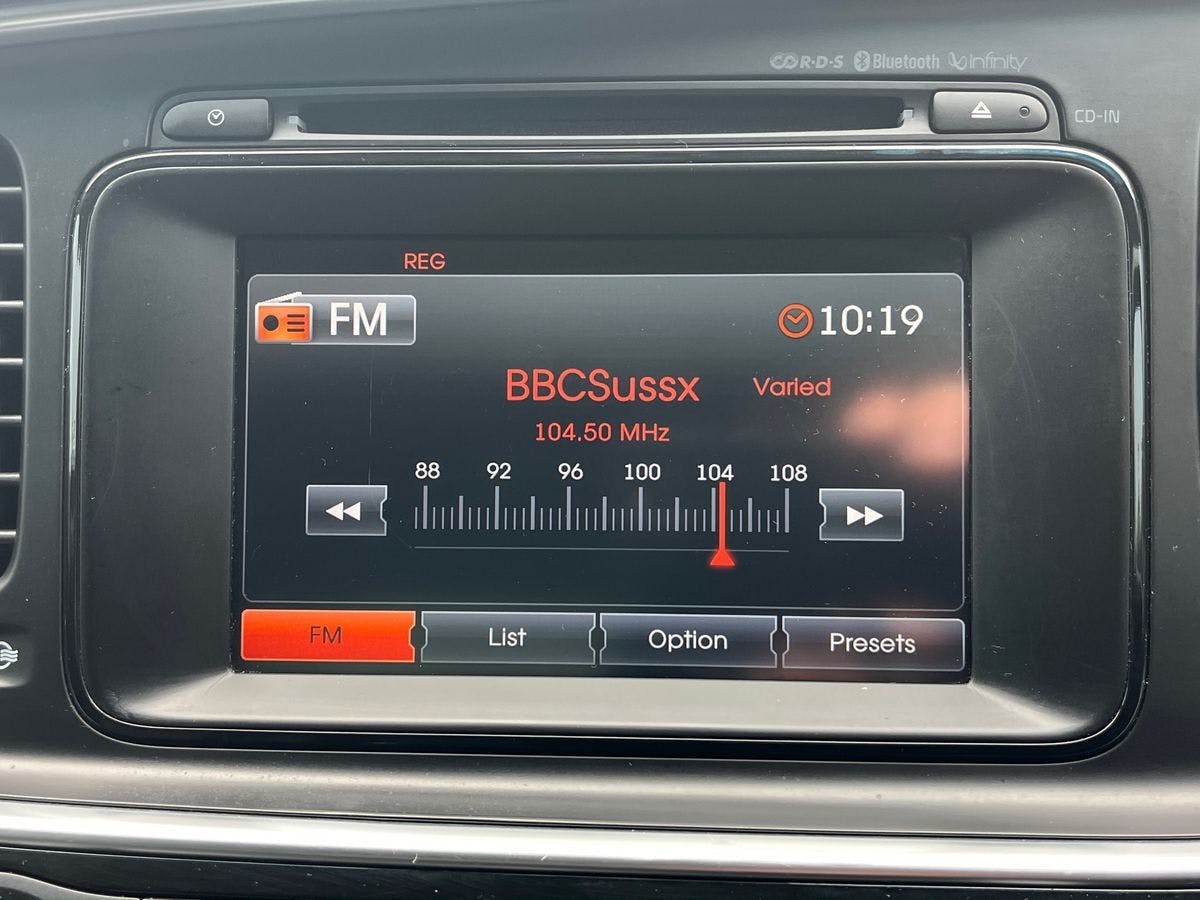 R·D·S Bluetooth Infinity
CD-IN
REG
FM
10:19
BBCSussx Varied
104.50 MHz
88 92 96 100 104 108
FM List Option Presets